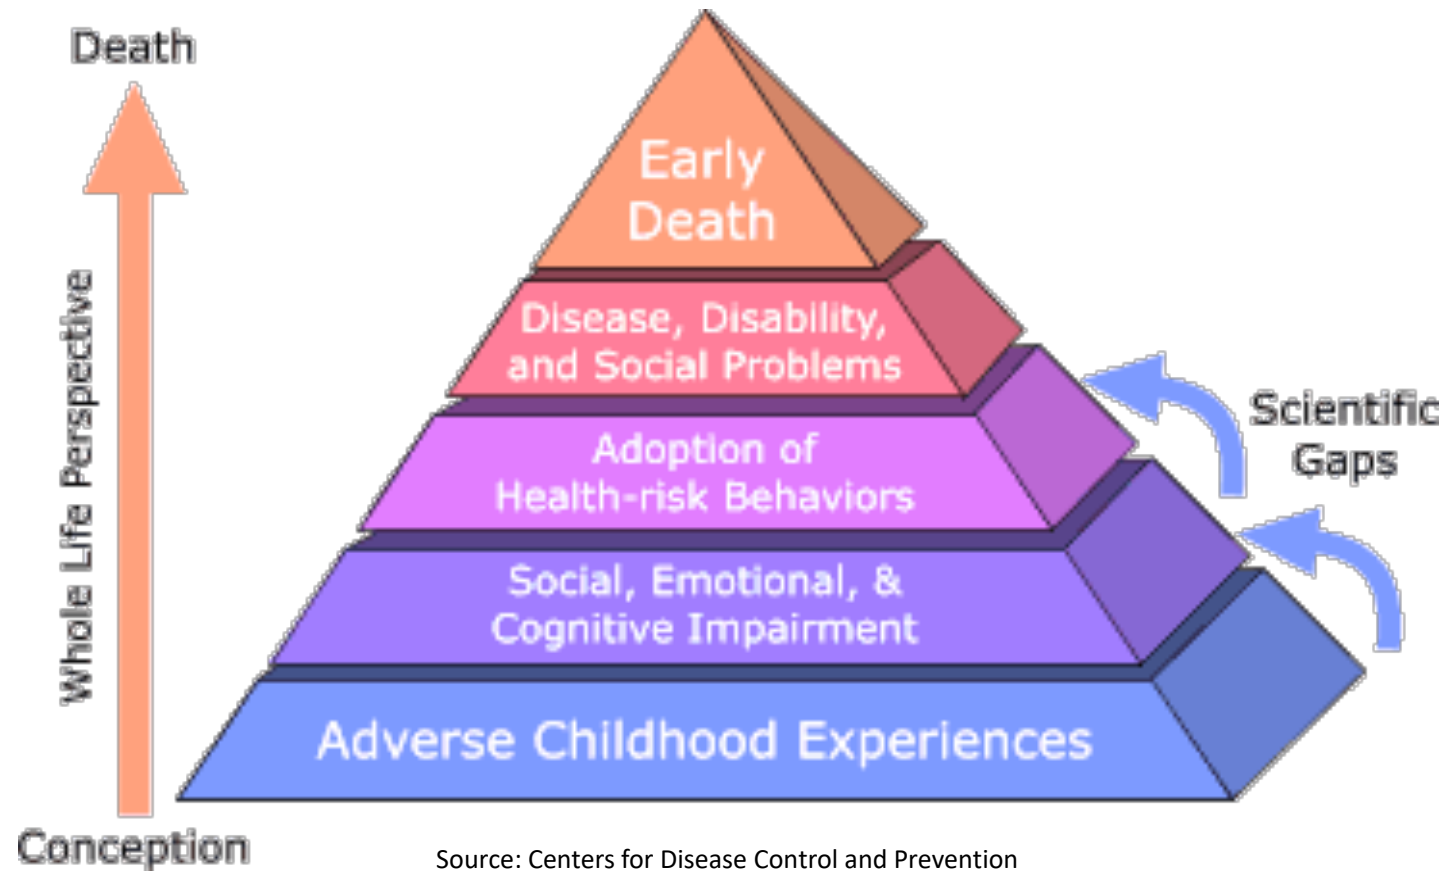 Death
Whole Life Perspective
Conception
Early
Death
Disease, Disability,
and Social Problems
Adoption of
Health-risk Behaviors
Social, Emotional, &
Cognitive Impairment
Adverse Childhood Experiences
Scientific
Gaps
Source: Centers for Disease Control and Prevention